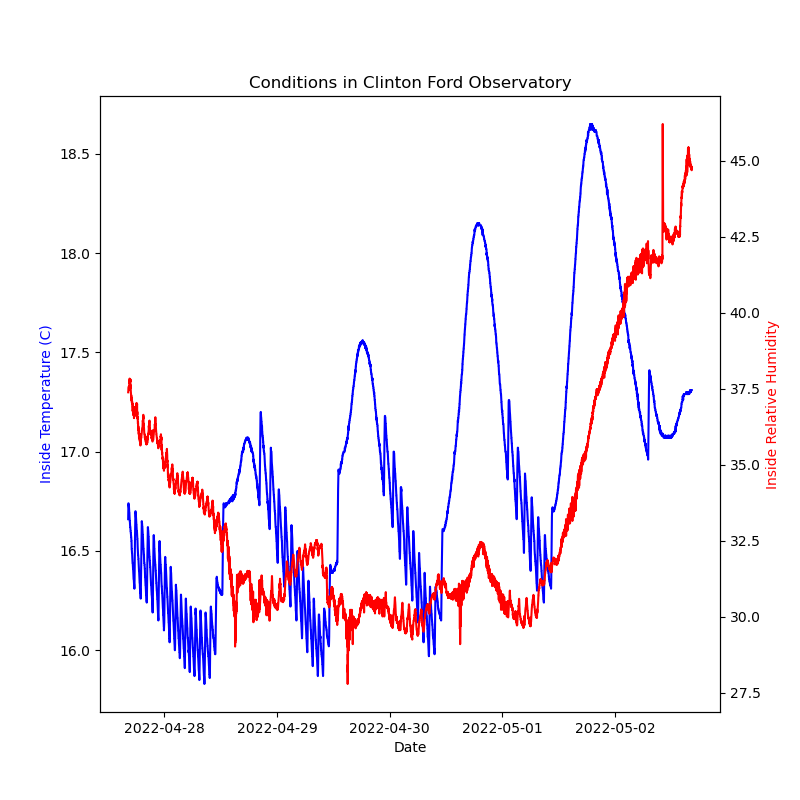 Conditions in Clinton Ford Observatory
18.5
18.0
17.5
17.0
16.5
16.0
Inside Temperature (C)
45.0
42.5
40.0
37.5
35.0
32.5
30.0
27.5
Inside Relative Humidity
2022-04-28 2022-04-29 2022-04-30 2022-05-01 2022-05-02
Date